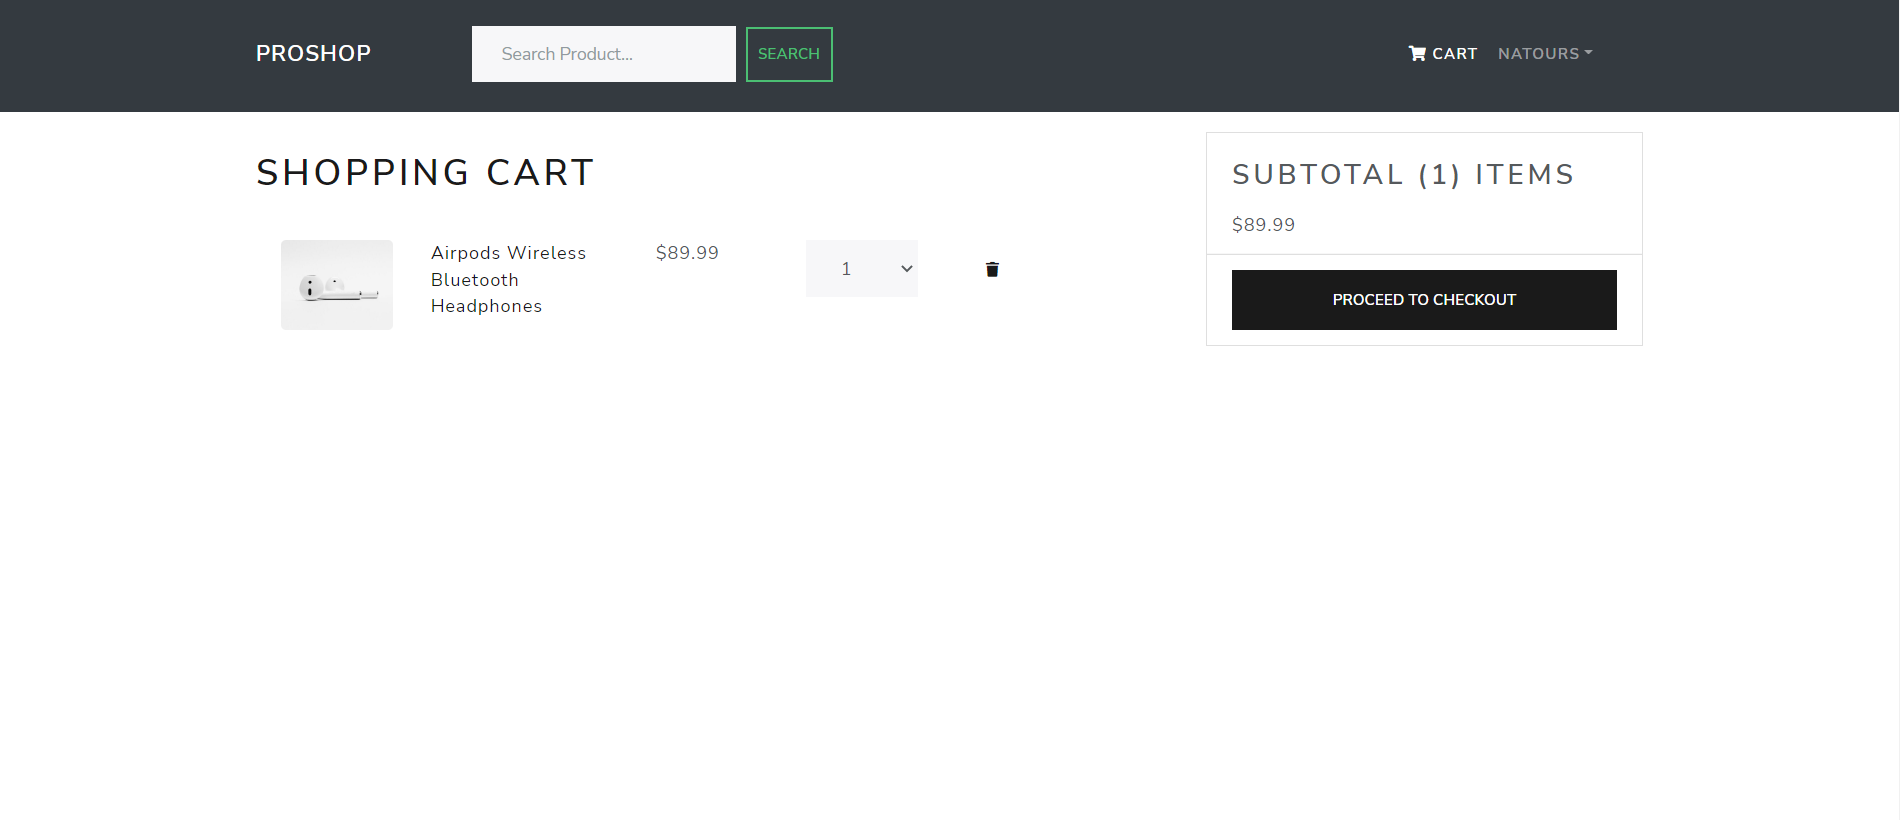 PROSHOP
Search Product...
SEARCH
CART
NATOURS
SHOPPING CART
Airpods Wireless
Bluetooth
Headphones
$89.99
1
SUBTOTAL (1) ITEMS
$89.99
PROCEED TO CHECKOUT